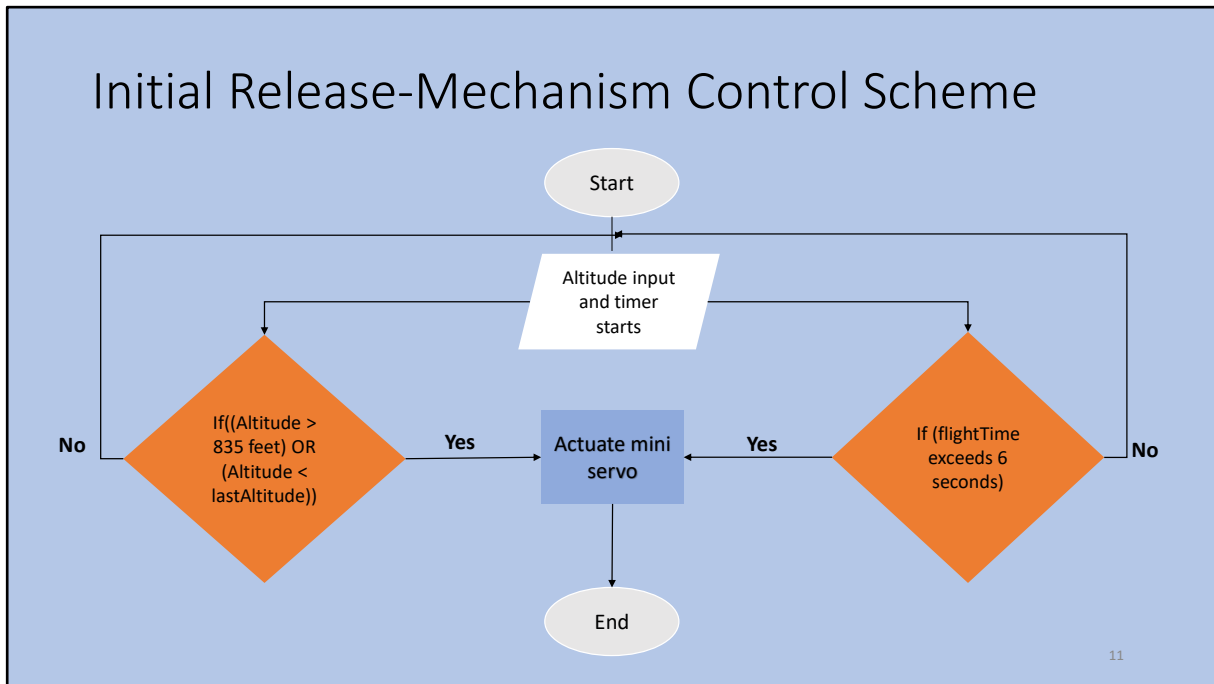 Initial Release-Mechanism Control Scheme
Start
Altitude input
and timer
starts
If((Altitude >
835 feet) OR
(Altitude <
lastAltitude))
No
Yes
Actuate mini
servo
Yes
If (flightTime
exceeds 6
seconds)
No
End
11